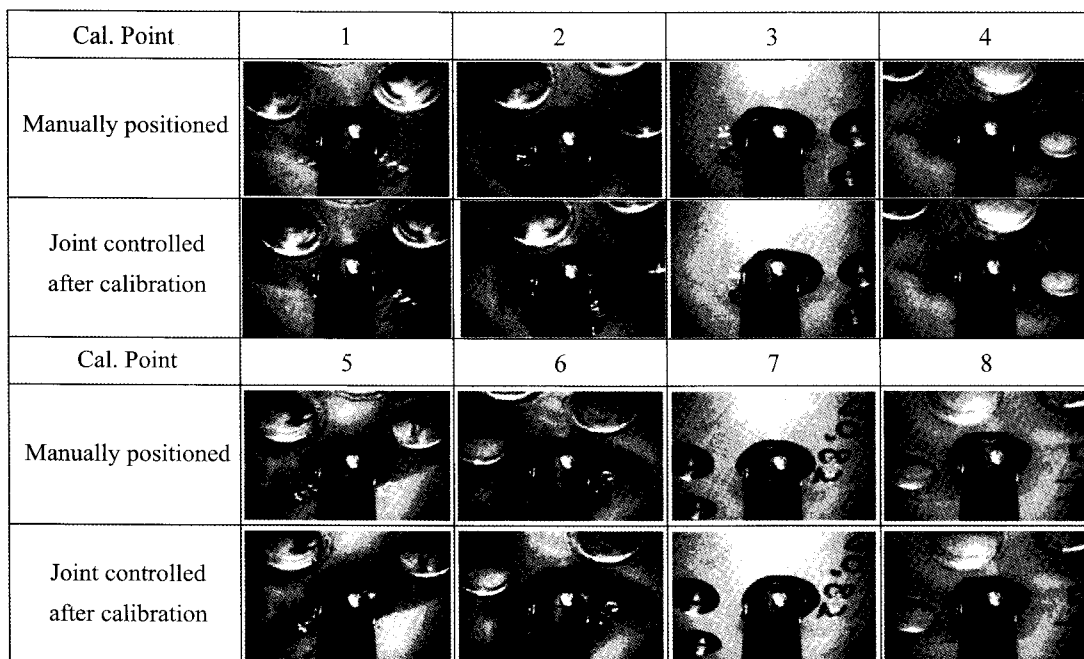 Cal. Point 1 2 3 4
Manually positioned
Joint controlled
after calibration
Cal. Point 5 6 7 8
Manually positioned
Joint controlled
after calibration